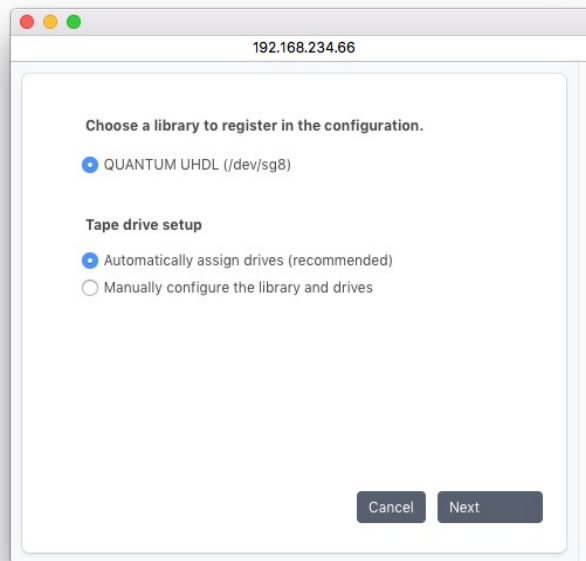 192.168.234.66
Choose a library to register in the configuration.
QUANTUM UHDL (/dev/sg8)
Tape drive setup
Automatically assign drives (recommended)
Manually configure the library and drives
Cancel Next